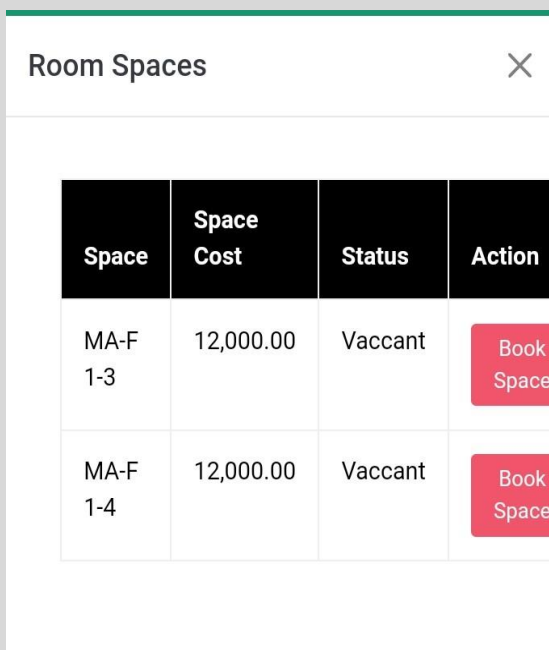 Room Spaces
Space
Space
Cost
Status
Action
MA-F
1-3
12,000.00
Vaccant
Book
Space
MA-F
1-4
12,000.00
Vaccant
Book
Space